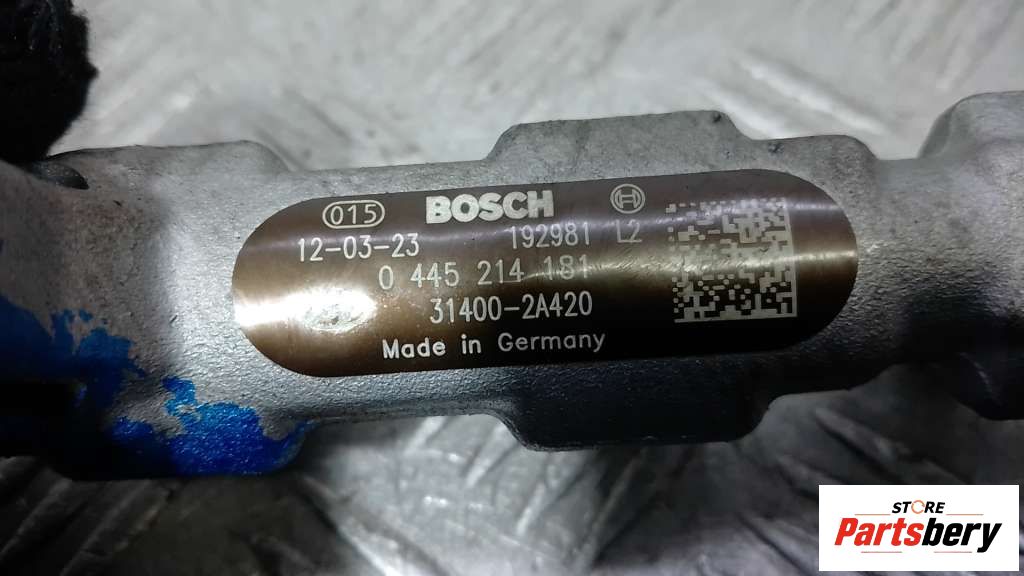 015 BOSCH
12-03-23 192981 L2
0 445 214 181
31400-2A420
Made in Germany
STORE
Partsbery